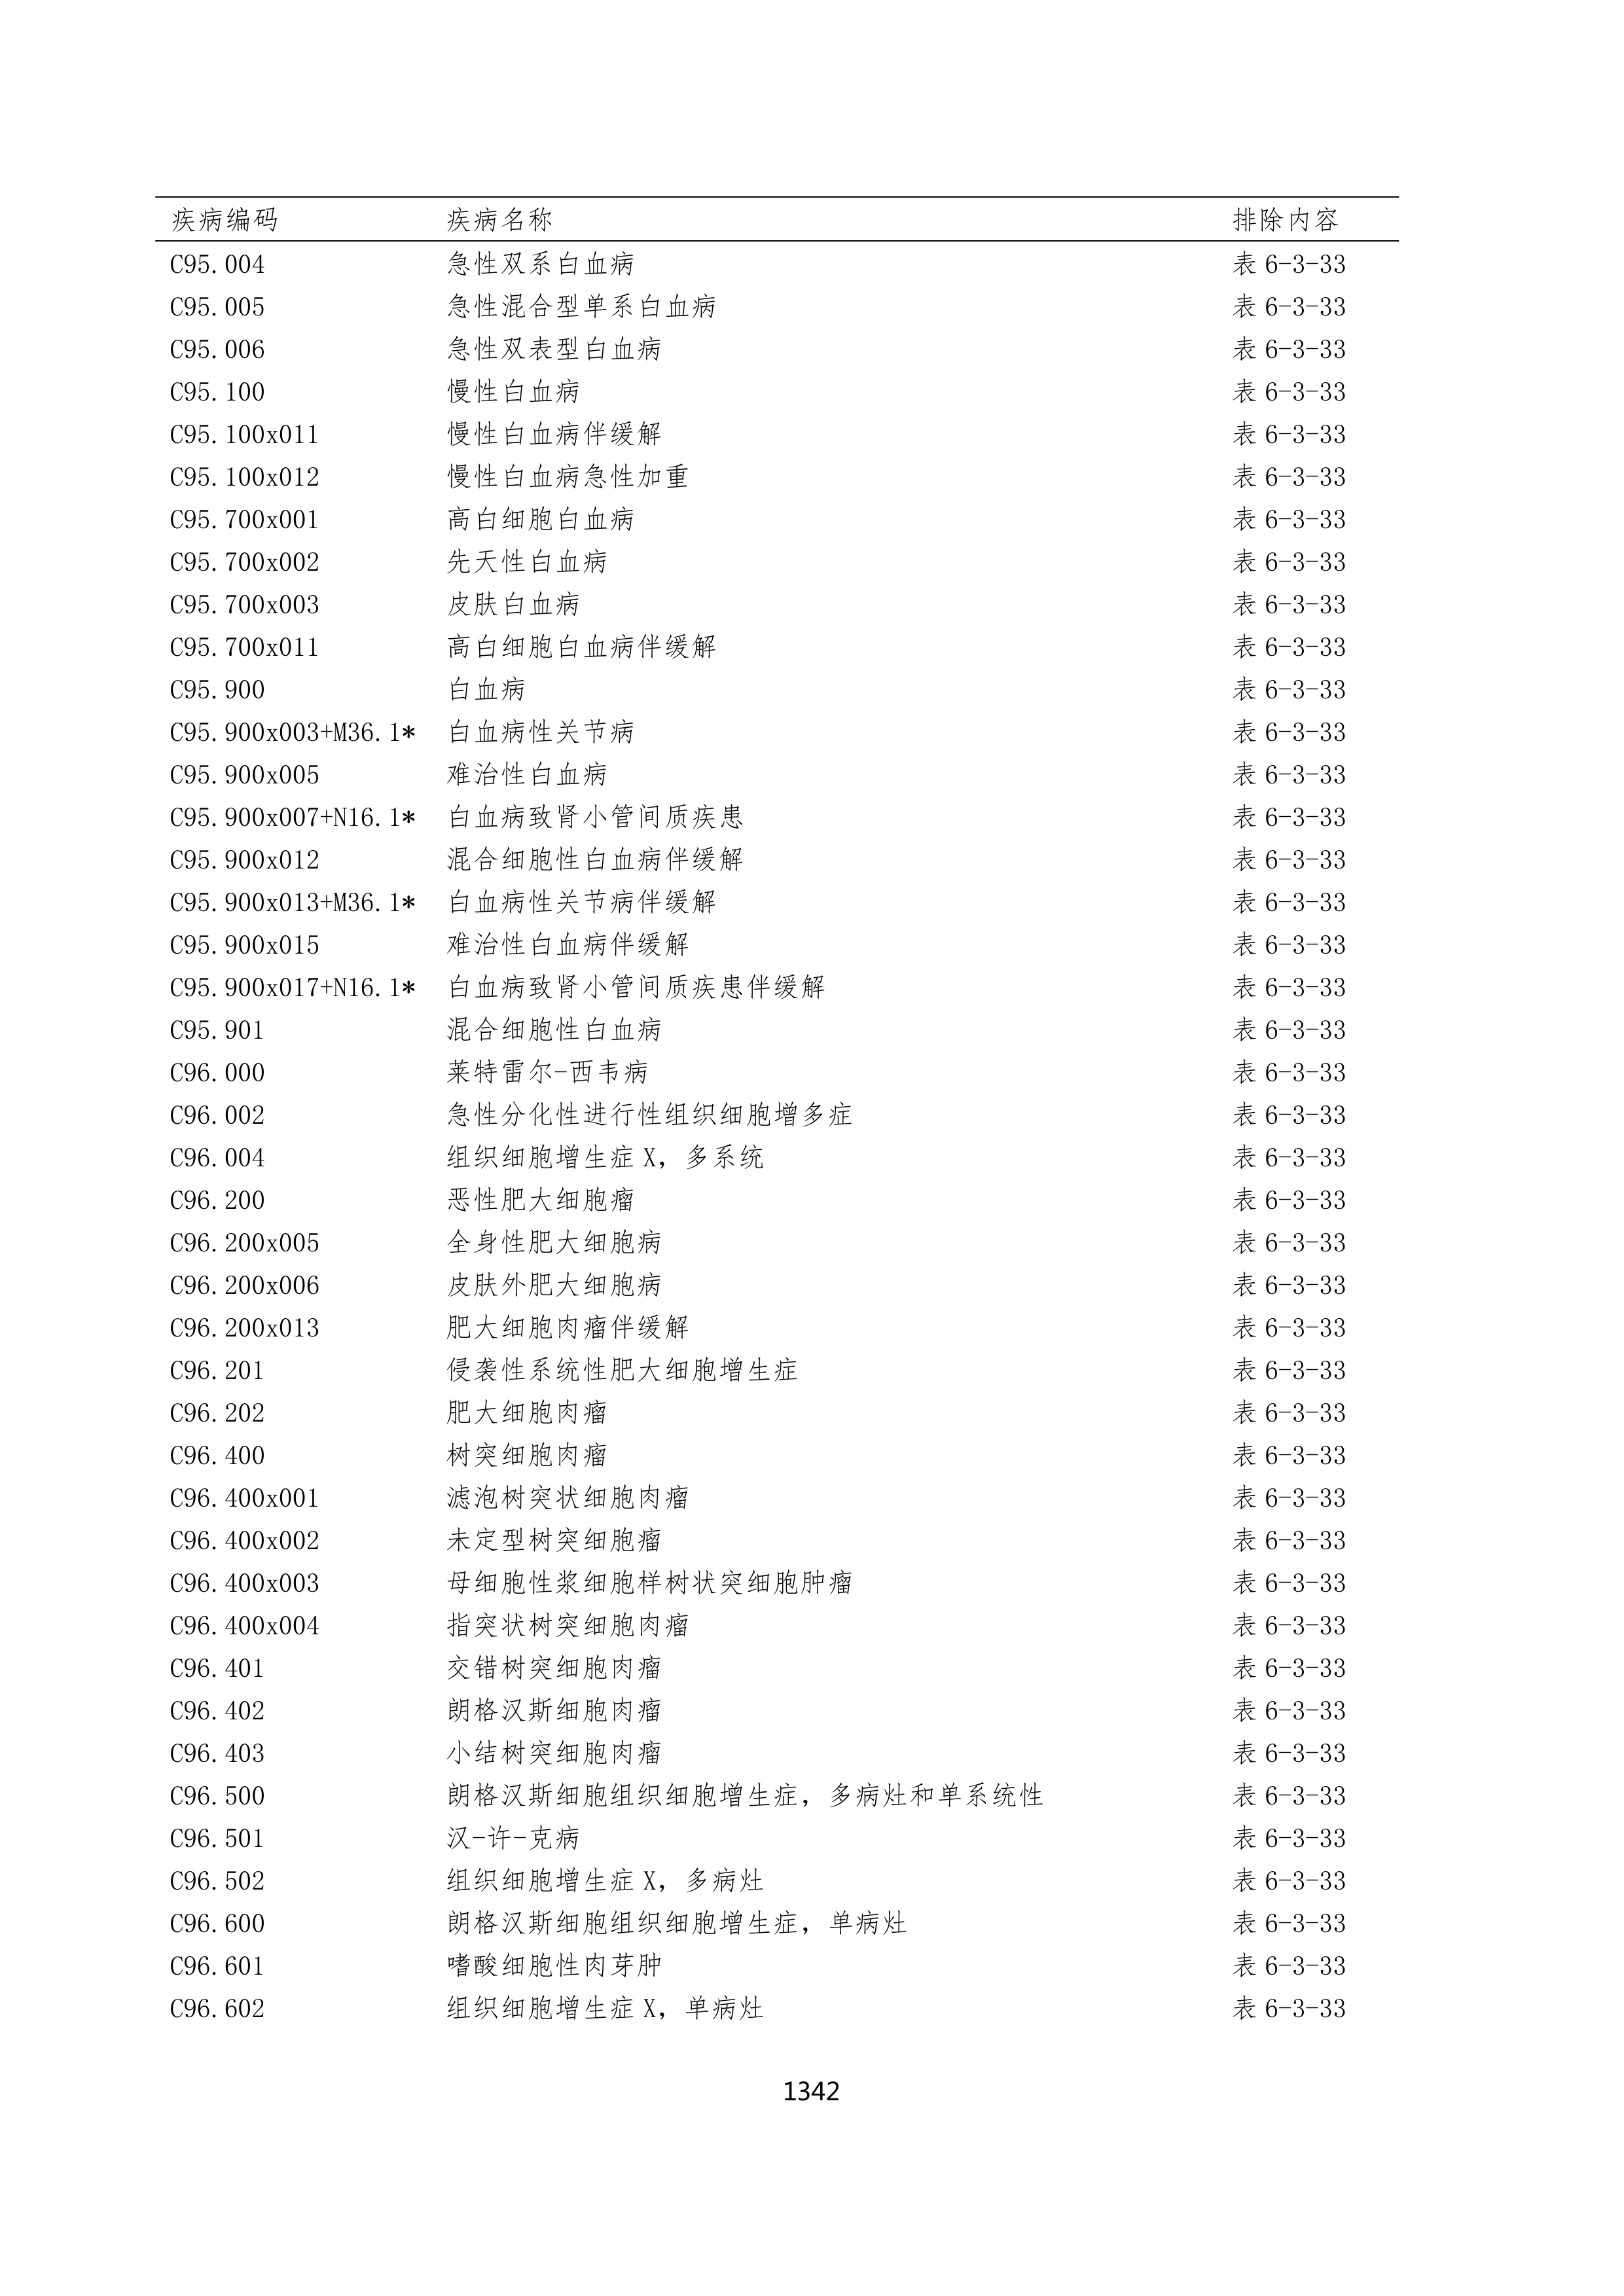 疾病编码 疾病名称 排除内容
C95.004 急性双系白血病 表 6-3-33
C95.005 急性混合型单系白血病 表 6-3-33
C95.006 急性双表型白血病 表 6-3-33
C95.100 慢性白血病 表 6-3-33
C95.100x011 慢性白血病伴缓解 表 6-3-33
C95.100x012 慢性白血病急性加重 表 6-3-33
C95.700x001 高白细胞白血病 表 6-3-33
C95.700x002 先天性白血病 表 6-3-33
C95.700x003 皮肤白血病 表 6-3-33
C95.700x011 高白细胞白血病伴缓解 表 6-3-33
C95.900 白血病 表 6-3-33
C95.900x003+M36.1* 白血病性关节病 表 6-3-33
C95.900x005 难治性白血病 表 6-3-33
C95.900x007+N16.1* 白血病致肾小管间质疾患 表 6-3-33
C95.900x012 混合细胞性白血病伴缓解 表 6-3-33
C95.900x013+M36.1* 白血病性关节病伴缓解 表 6-3-33
C95.900x015 难治性白血病伴缓解 表 6-3-33
C95.900x017+N16.1* 白血病致肾小管间质疾患伴缓解 表 6-3-33
C95.901 混合细胞性白血病 表 6-3-33
C96.000 莱特雷尔-西韦病 表 6-3-33
C96.002 急性分化性进行性组织细胞增多症 表 6-3-33
C96.004 组织细胞增生症 X，多系统 表 6-3-33
C96.200 恶性肥大细胞瘤 表 6-3-33
C96.200x005 全身性肥大细胞病 表 6-3-33
C96.200x006 皮肤外肥大细胞病 表 6-3-33
C96.200x013 肥大细胞肉瘤伴缓解 表 6-3-33
C96.201 侵袭性系统性肥大细胞增生症 表 6-3-33
C96.202 肥大细胞肉瘤 表 6-3-33
C96.400 树突细胞肉瘤 表 6-3-33
C96.400x001 滤泡树突状细胞肉瘤 表 6-3-33
C96.400x002 未定型树突细胞瘤 表 6-3-33
C96.400x003 母细胞性浆细胞样树状突细胞肿瘤 表 6-3-33
C96.400x004 指突状树突细胞肉瘤 表 6-3-33
C96.401 交错树突细胞肉瘤 表 6-3-33
C96.402 朗格汉斯细胞肉瘤 表 6-3-33
C96.403 小结树突细胞肉瘤 表 6-3-33
C96.500 朗格汉斯细胞组织细胞增生症，多病灶和单系统性 表 6-3-33
C96.501 汉-许-克病 表 6-3-33
C96.502 组织细胞增生症 X，多病灶 表 6-3-33
C96.600 朗格汉斯细胞组织细胞增生症，单病灶 表 6-3-33
C96.601 嗜酸细胞性肉芽肿 表 6-3-33
C96.602 组织细胞增生症 X，单病灶 表 6-3-33
1342